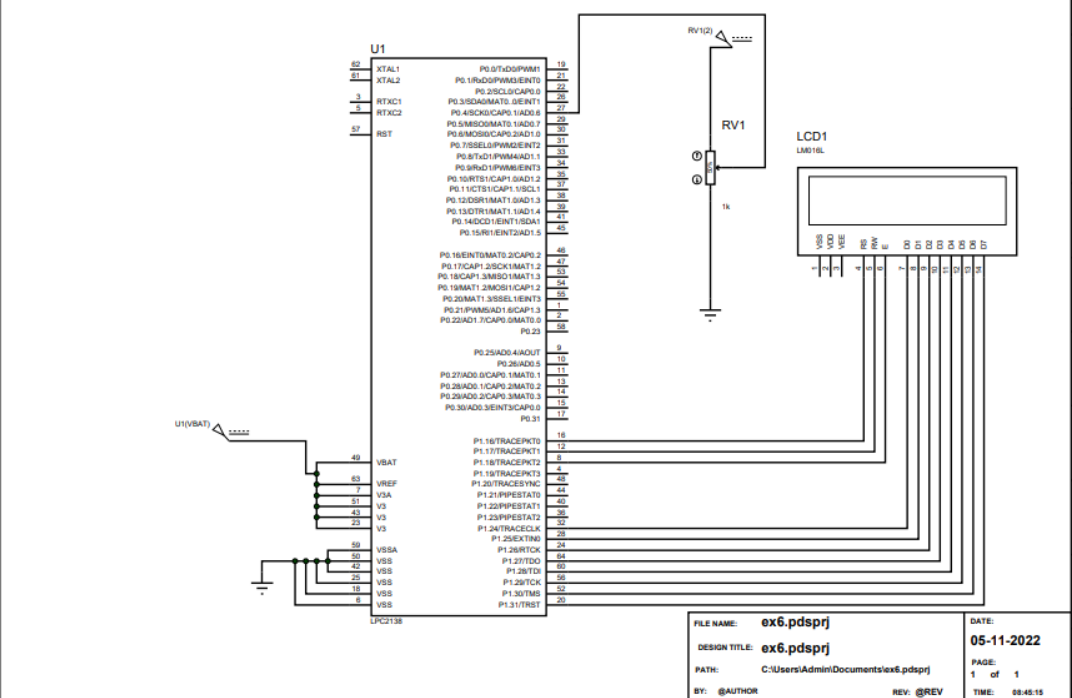 U1
62 XTAL1
61 XTAL2
3 RTXC1
5 RTXC2
57 RST
P0.0/TxD0/PWM1 19
P0.1/RxD0/PWM3/EINT0 21
P0.2/SCL0/CAP0.0 22
P0.3/SDA0/MAT0..0/EINT1 26
P0.4/SCK0/CAP0.1/AD0.6 27
P0.5/MISO0/MAT0.1/AD0.7 29
P0.6/MOSI0/CAP0.2/AD1.0 30
P0.7/SSEL0/PWM2/EINT2 31
P0.8/TxD1/PWM4/AD1.1 33
P0.9/RxD1/PWM6/EINT3 34
P0.10/RTS1/CAP1.0/AD1.2 35
P0.11/CTS1/CAP1.1/SCL1 37
P0.12/DSR1/MAT1.0/AD1.3 38
P0.13/DTR1/MAT1.1/AD1.4 39
P0.14/DCD1/EINT1/SDA1 41
P0.15/RI1/EINT2/AD1.5 45
P0.16/EINT0/MAT0.2/CAP0.2 46
P0.17/CAP1.2/SCK1/MAT1.2 47
P0.18/CAP1.3/MISO1/MAT1.3 53
P0.19/MAT1.2/MOSI1/CAP1.2 54
P0.20/MAT1.3/SSEL1/EINT3 55
P0.21/PWM5/AD1.6/CAP1.3 1
P0.22/AD1.7/CAP0.0/MAT0.0 2
P0.23 58
P0.25/AD0.4/AOUT 9
P0.26/AD0.5 10
P0.27/AD0.0/CAP0.1/MAT0.1 11
P0.28/AD0.1/CAP0.2/MAT0.2 13
P0.29/AD0.2/CAP0.3/MAT0.3 14
P0.30/AD0.3/EINT3/CAP0.0 15
P0.31 17
P1.16/TRACEPKT0 16
P1.17/TRACEPKT1 12
P1.18/TRACEPKT2 8
P1.19/TRACEPKT3 4
P1.20/TRACESYNC 48
P1.21/PIPESTAT0 44
P1.22/PIPESTAT1 40
P1.23/PIPESTAT2 36
P1.24/TRACECLK 32
P1.25/EXTIN0 28
P1.26/RTCK 24
P1.27/TDO 64
P1.28/TDI 60
P1.29/TCK 56
P1.30/TMS 52
P1.31/TRST 20
U1(VBAT)
49 VBAT
63 VREF
7 V3A
51 V3
43 V3
23 V3
59 VSSA
50 VSS
42 VSS
25 VSS
18 VSS
6 VSS
LPC2138
RV1(2)
RV1
1k
LCD1
LM016L
VSS VDD VEE RS RW E D0 D1 D2 D3 D4 D5 D6 D7
1 2 3 4 5 6 7 8 9 10 11 12 13 14
FILE NAME: ex6.pdsprj
DESIGN TITLE: ex6.pdsprj
PATH: C:\Users\Admin\Documents\ex6.pdsprj
BY: @AUTHOR
REV: @REV
DATE:
05-11-2022
PAGE:
1 of 1
TIME: 08:45:15